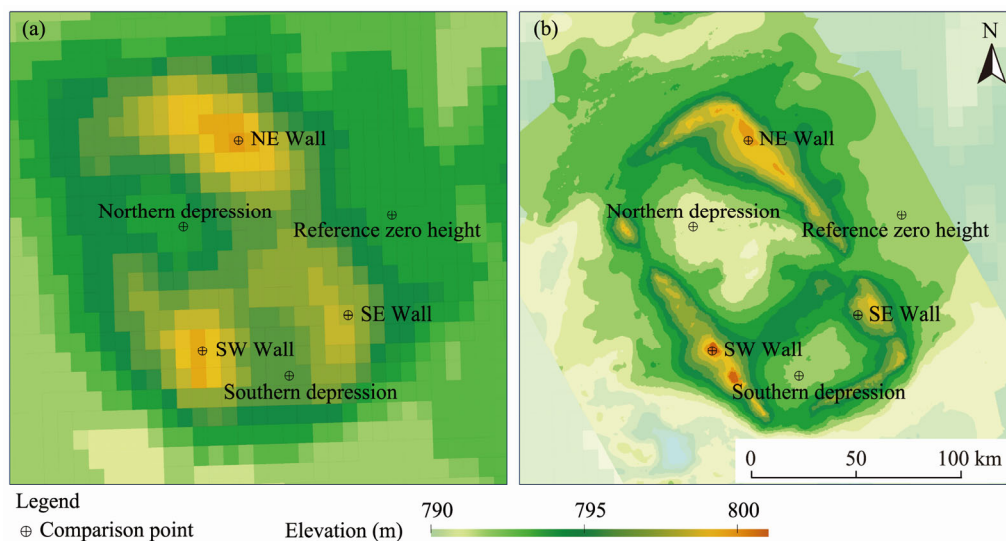 (a)
NE Wall
Northern depression
Reference zero height
SE Wall
SW Wall
Southern depression
(b)
N
NE Wall
Northern depression
Reference zero height
SE Wall
SW Wall
Southern depression
0 50 100 km
Legend
⊕ Comparison point
Elevation (m)
790 795 800